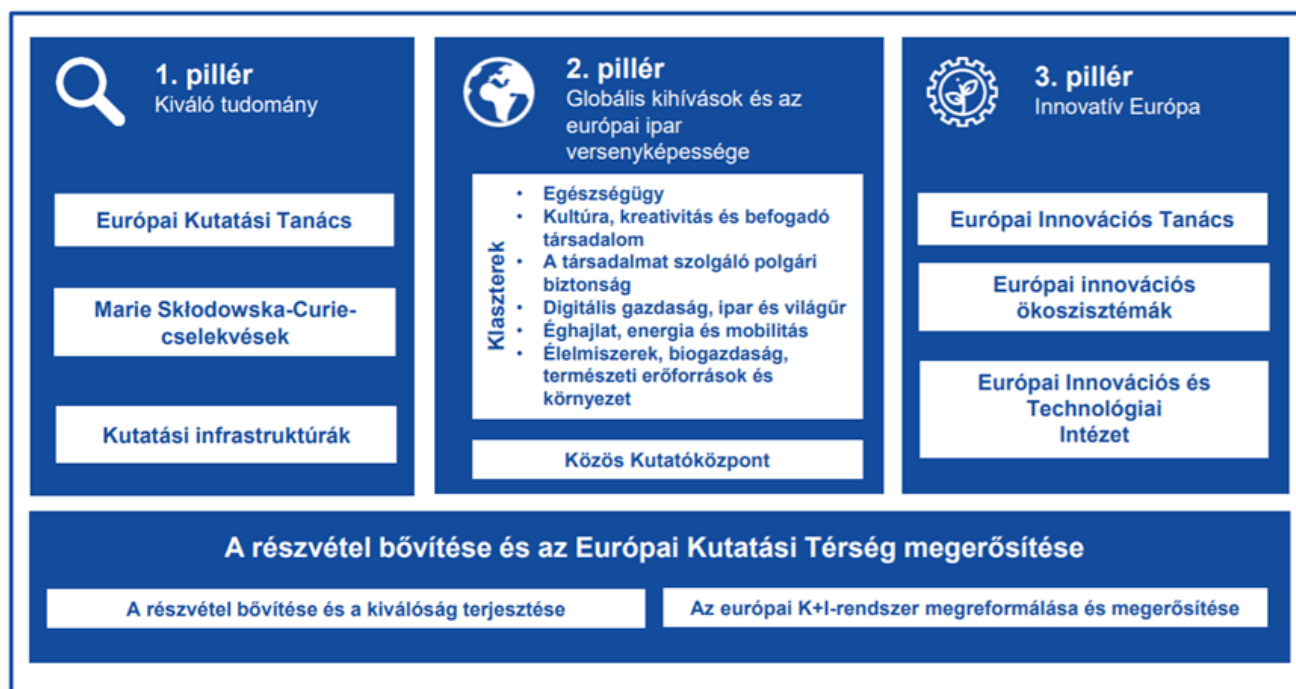 1. pillér
Kiváló tudomány
Európai Kutatási Tanács
Marie Skłodowska-Curie-
cselekvések
Kutatási infrastruktúrák
2. pillér
Globális kihívások és az
európai ipar
versenyképessége
Klaszterek
• Egészségügy
• Kultúra, kreativitás és befogadó
társadalom
• A társadalmat szolgáló polgári
biztonság
• Digitális gazdaság, ipar és világűr
• Éghajlat, energia és mobilitás
• Élelmiszerek, biogazdaság,
természeti erőforrások és
környezet
Közös Kutatóközpont
3. pillér
Innovatív Európa
Európai Innovációs Tanács
Európai innovációs
ökoszisztémák
Európai Innovációs és
Technológiai
Intézet
A részvétel bővítése és az Európai Kutatási Térség megerősítése
A részvétel bővítése és a kiválóság terjesztése
Az európai K+I-rendszer megreformálása és megerősítése